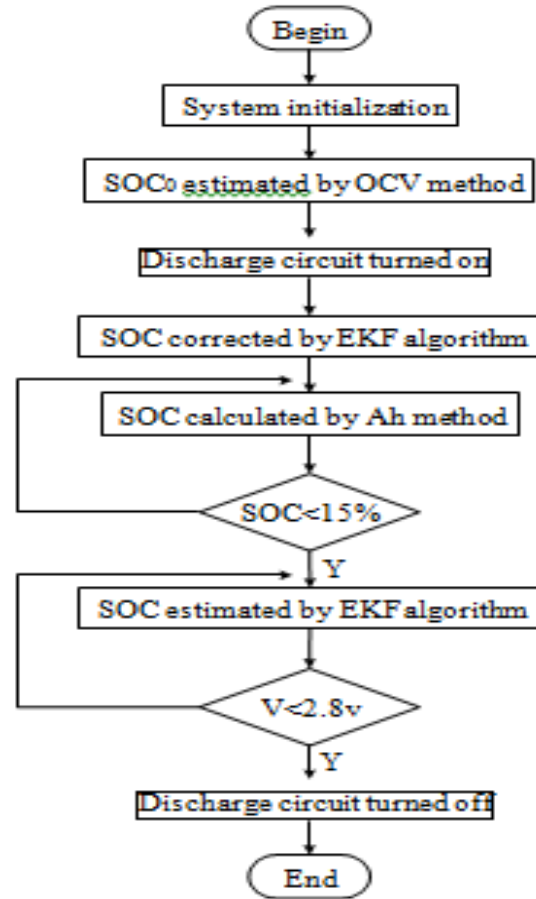 Begin
System initialization
SOC₀ estimated by OCV method
Discharge circuit turned on
SOC corrected by EKF algorithm
SOC calculated by Ah method
SOC<15%
Y
SOC estimated by EKF algorithm
V<2.8v
Y
Discharge circuit turned off
End